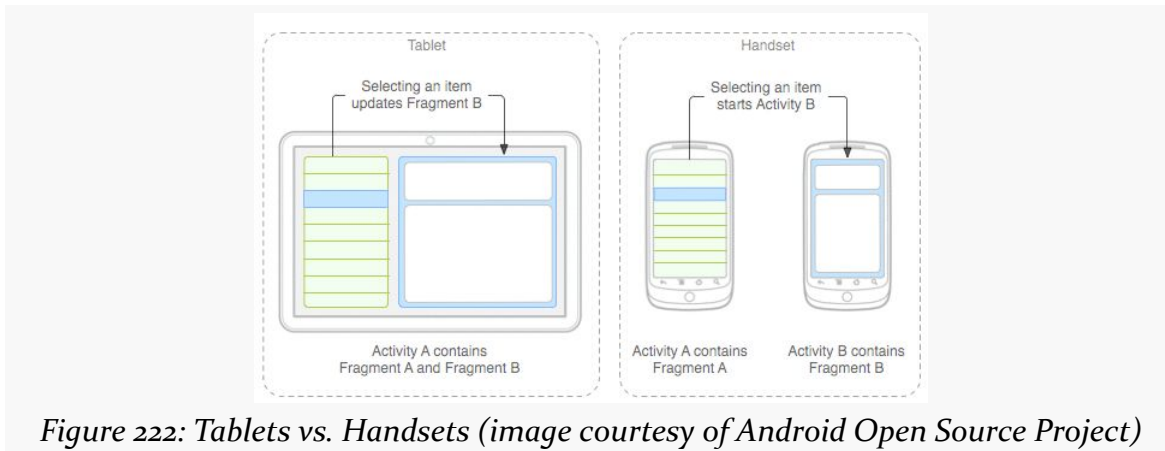 Tablet
Selecting an item
updates Fragment B
Activity A contains
Fragment A and Fragment B
Handset
Selecting an item
starts Activity B
Activity A contains
Fragment A
Activity B contains
Fragment B
Figure 222: Tablets vs. Handsets (image courtesy of Android Open Source Project)